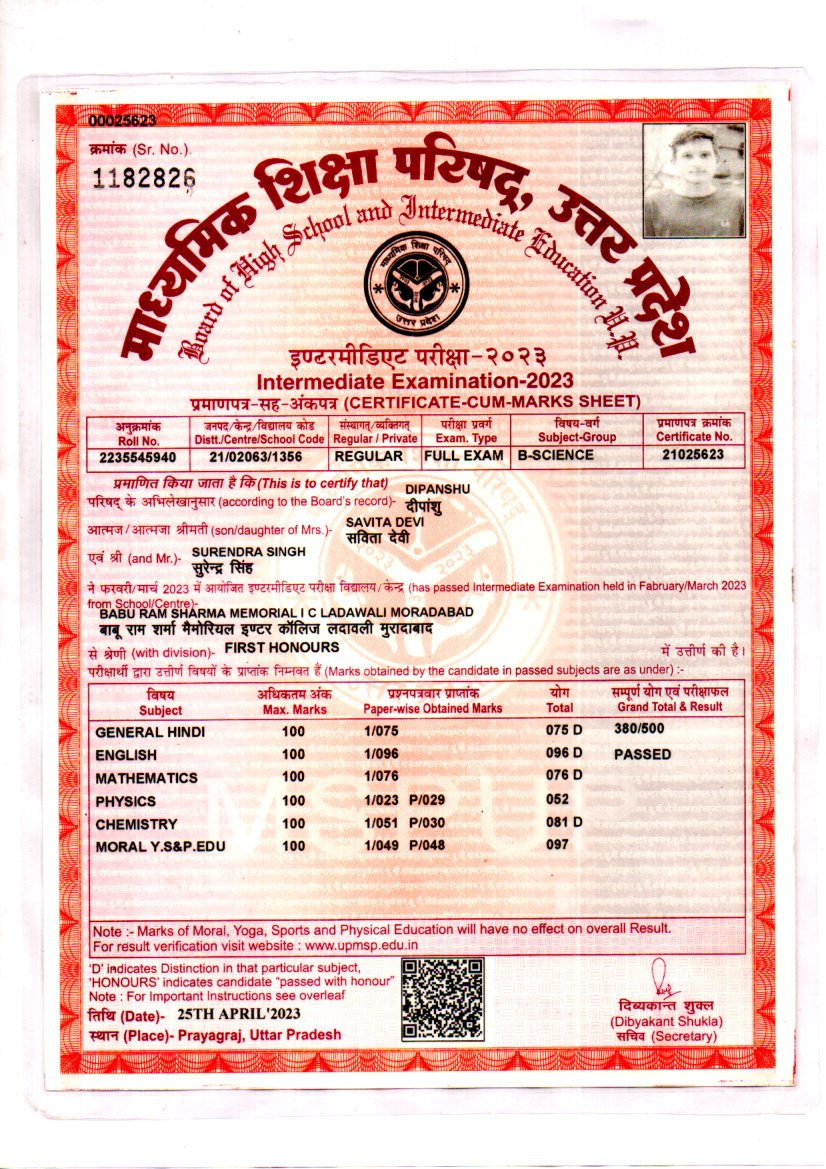 00025623
क्रमांक (Sr. No.).
1182826
माध्यमिक शिक्षा परिषद्, उत्तर प्रदेश
Board of High School and Intermediate Education U.P.
माध्यमिक शिक्षा परिषद्
उत्तर प्रदेश
इण्टरमीडिएट परीक्षा-२०२३
Intermediate Examination-2023
प्रमाणपत्र-सह-अंकपत्र (CERTIFICATE-CUM-MARKS SHEET)
अनुक्रमांक जनपद/केन्द्र/विद्यालय कोड संस्थागत्/व्यक्तिगत् परीक्षा प्रवर्ग विषय-वर्ग प्रमाणपत्र क्रमांक
Roll No. Distt./Centre/School Code Regular / Private Exam. Type Subject-Group Certificate No.
2235545940 21/02063/1356 REGULAR FULL EXAM B-SCIENCE 21025623
प्रमाणित किया जाता है कि (This is to certify that) DIPANSHU
परिषद् के अभिलेखानुसार (according to the Board's record)- दीपांशु
आत्मज/आत्मजा श्रीमती (son/daughter of Mrs.)- SAVITA DEVI
सविता देवी
एवं श्री (and Mr.)- SURENDRA SINGH
सुरेन्द्र सिंह
ने फरवरी/मार्च 2023 में आयोजित इण्टरमीडिएट परीक्षा विद्यालय/केन्द्र (has passed Intermediate Examination held in Fabruary/March 2023
from School/Centre)-
BABU RAM SHARMA MEMORIAL I C LADAWALI MORADABAD
बाबू राम शर्मा मैमोरियल इण्टर कॉलिज लदावली मुरादाबाद
से श्रेणी (with division)- FIRST HONOURS में उत्तीर्ण की है।
परीक्षार्थी द्वारा उत्तीर्ण विषयों के प्राप्तांक निम्नवत हैं (Marks obtained by the candidate in passed subjects are as under) :-
विषय अधिकतम अंक प्रश्नपत्रवार प्राप्तांक योग सम्पूर्ण योग एवं परीक्षाफल
Subject Max. Marks Paper-wise Obtained Marks Total Grand Total & Result
GENERAL HINDI 100 1/075 075 D 380/500
ENGLISH 100 1/096 096 D PASSED
MATHEMATICS 100 1/076 076 D
PHYSICS 100 1/023 P/029 052
CHEMISTRY 100 1/051 P/030 081 D
MORAL Y.S&P.EDU 100 1/049 P/048 097
MSPUP
Note :- Marks of Moral, Yoga, Sports and Physical Education will have no effect on overall Result.
For result verification visit website : www.upmsp.edu.in
'D' indicates Distinction in that particular subject,
'HONOURS' indicates candidate "passed with honour"
Note : For Important Instructions see overleaf
तिथि (Date)- 25TH APRIL'2023
स्थान (Place)- Prayagraj, Uttar Pradesh
दिव्यकान्त शुक्ल
(Dibyakant Shukla)
सचिव (Secretary)